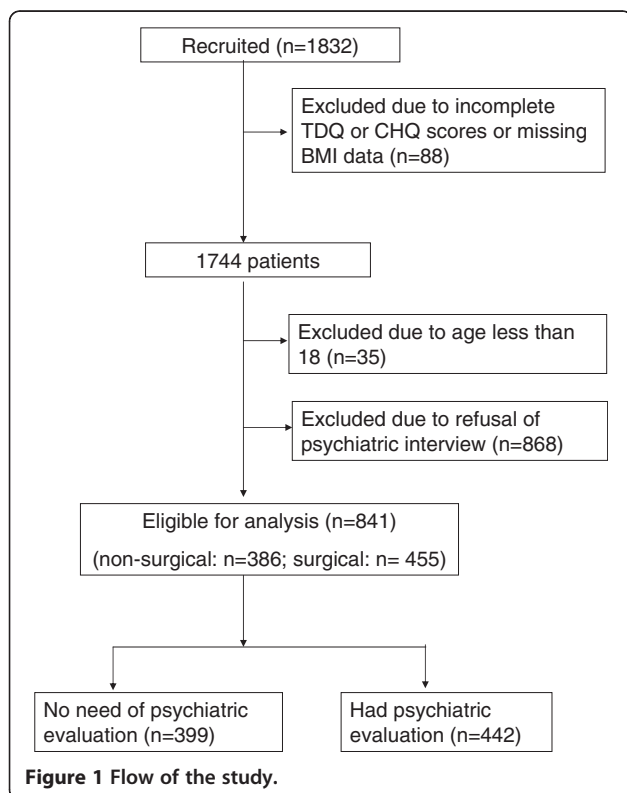 Recruited (n=1832)
Excluded due to incomplete
TDQ or CHQ scores or missing
BMI data (n=88)
1744 patients
Excluded due to age less than
18 (n=35)
Excluded due to refusal of
psychiatric interview (n=868)
Eligible for analysis (n=841)
(non-surgical: n=386; surgical: n= 455)
No need of psychiatric
evaluation (n=399)
Had psychiatric
evaluation (n=442)
Figure 1 Flow of the study.